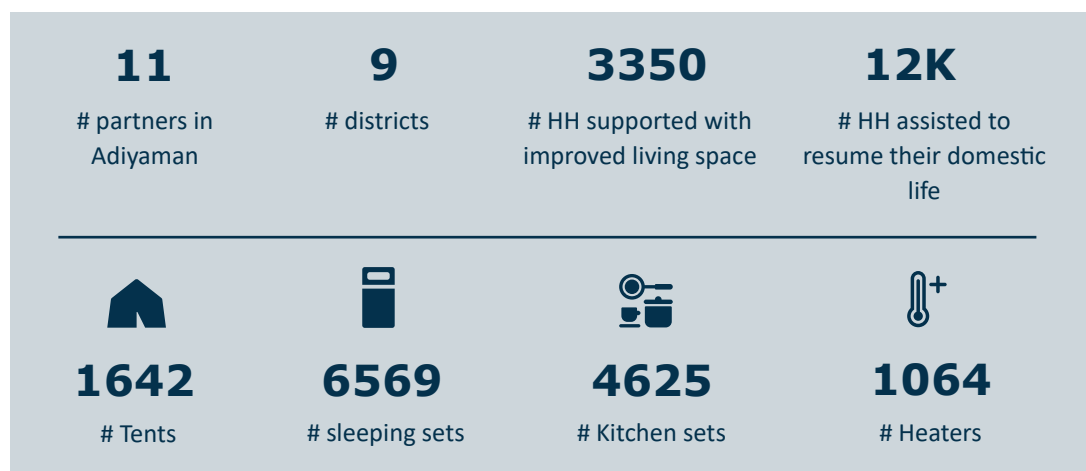 11
# partners in
Adiyaman
9
# districts
3350
# HH supported with
improved living space
12K
# HH assisted to
resume their domestic
life
1642
# Tents
6569
# sleeping sets
4625
# Kitchen sets
1064
# Heaters